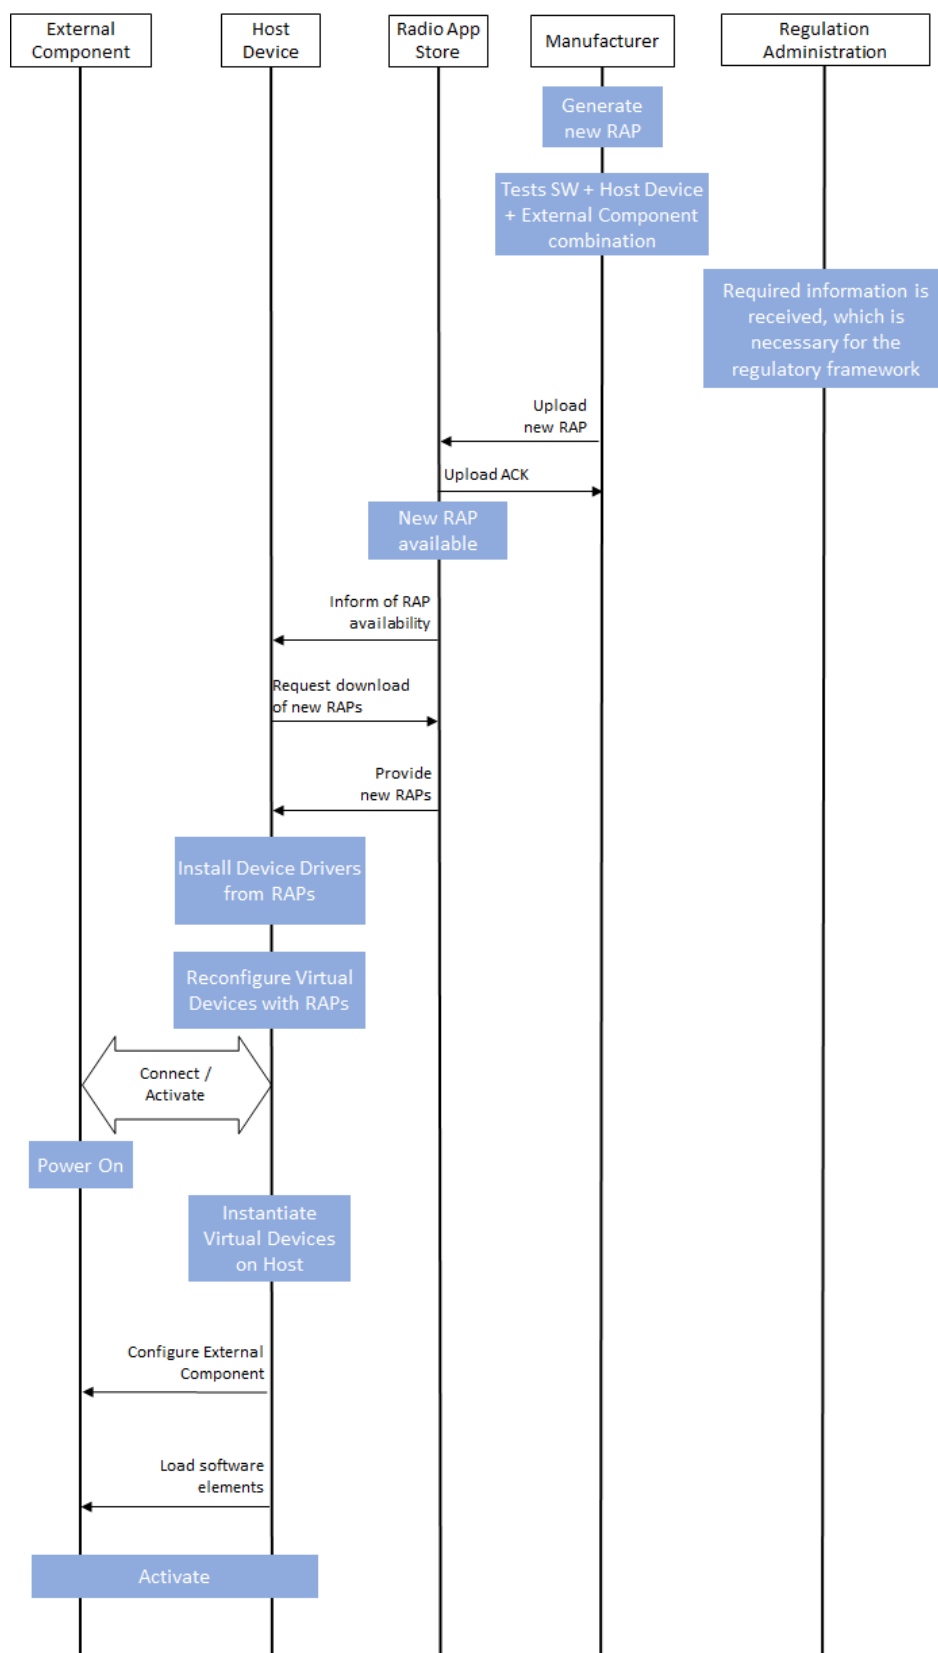 External
Component
Host
Device
Radio App
Store
Manufacturer
Regulation
Administration
Generate
new RAP
Tests SW + Host Device
+ External Component
combination
Required information is
received, which is
necessary for the
regulatory framework
Upload
new RAP
Upload ACK
New RAP
available
Inform of RAP
availability
Request download
of new RAPs
Provide
new RAPs
Install Device Drivers
from RAPs
Reconfigure Virtual
Devices with RAPs
Connect /
Activate
Power On
Instantiate
Virtual Devices
on Host
Configure External
Component
Load software
elements
Activate